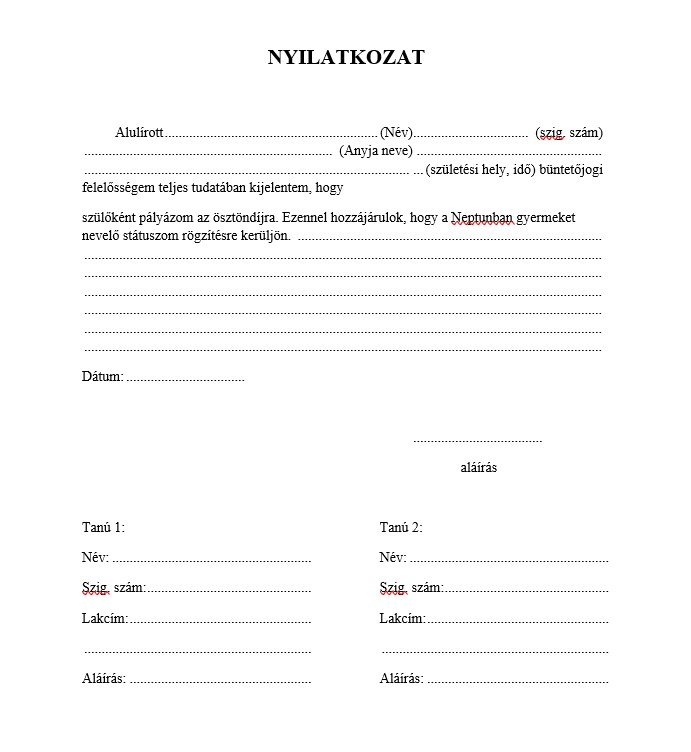 NYILATKOZAT
Alulírott.............................................................(Név)................................. (szig. szám)
....................................................................... (Anyja neve) .....................................................
.............................................................................................. ... (születési hely, idő) büntetőjogi
felelősségem teljes tudatában kijelentem, hogy
szülőként pályázom az ösztöndíjra. Ezennel hozzájárulok, hogy a Neptunban gyermeket
nevelő státuszom rögzítésre kerüljön. .......................................................................................
....................................................................................................................................................
....................................................................................................................................................
....................................................................................................................................................
....................................................................................................................................................
....................................................................................................................................................
....................................................................................................................................................
Dátum: ..................................
.....................................
aláírás
Tanú 1: Tanú 2:
Név: ......................................................... Név: .........................................................
Szig. szám:............................................... Szig. szám:...............................................
Lakcím:.................................................... Lakcím:....................................................
................................................................. .................................................................
Aláírás: .................................................... Aláírás: ....................................................